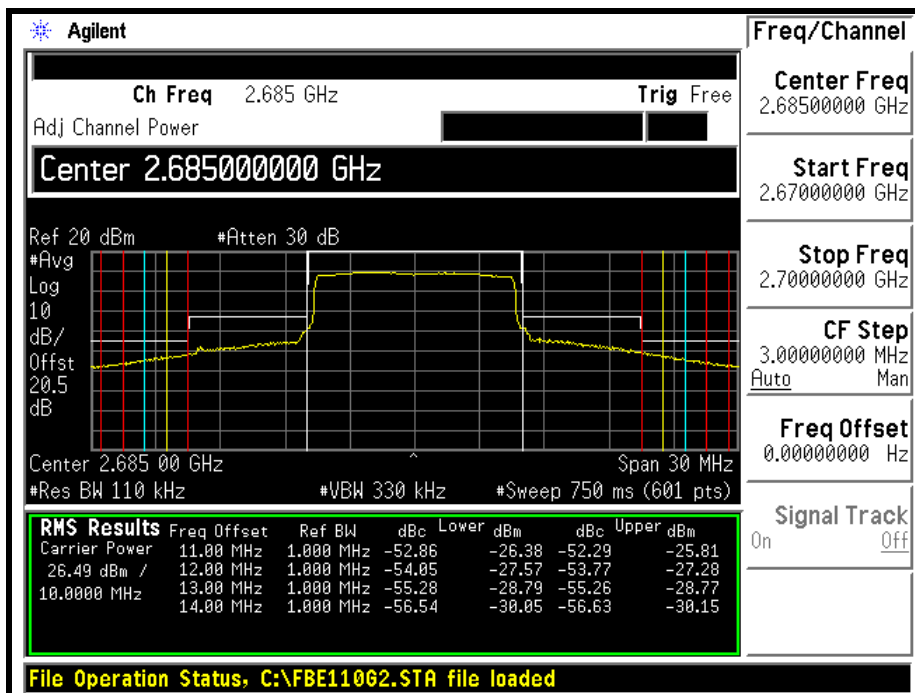 Agilent
Freq/Channel
Ch Freq 2.685 GHz Trig Free
Adj Channel Power
Center 2.685000000 GHz
Ref 20 dBm #Atten 30 dB
#Avg
Log
10
dB/
Offst
20.5
dB
Center 2.685 00 GHz ^ Span 30 MHz
#Res BW 110 kHz #VBW 330 kHz #Sweep 750 ms (601 pts)
RMS Results Freq Offset Ref BW dBc Lower dBm dBc Upper dBm
Carrier Power 11.00 MHz 1.000 MHz -52.86 -26.38 -52.29 -25.81
26.49 dBm / 12.00 MHz 1.000 MHz -54.05 -27.57 -53.77 -27.28
10.0000 MHz 13.00 MHz 1.000 MHz -55.28 -28.79 -55.26 -28.77
14.00 MHz 1.000 MHz -56.54 -30.05 -56.63 -30.15
File Operation Status, C:\FBE110G2.STA file loaded
Center Freq
2.68500000 GHz
Start Freq
2.67000000 GHz
Stop Freq
2.70000000 GHz
CF Step
3.00000000 MHz
Auto Man
Freq Offset
0.00000000 Hz
Signal Track
On Off